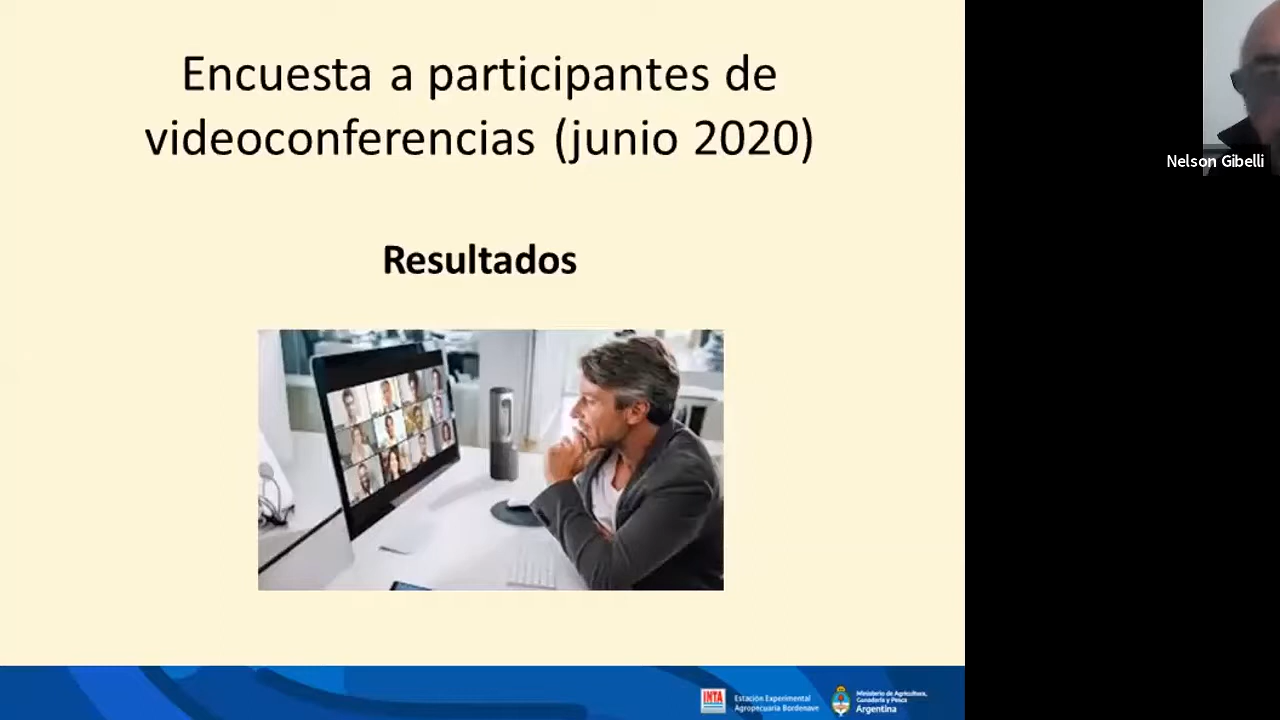 Encuesta a participantes de
videoconferencias (junio 2020)
Resultados
Nelson Gibelli
INTA
Estación Experimental
Agropecuaria Bordenave
Ministerio de Agricultura,
Ganadería y Pesca
Argentina